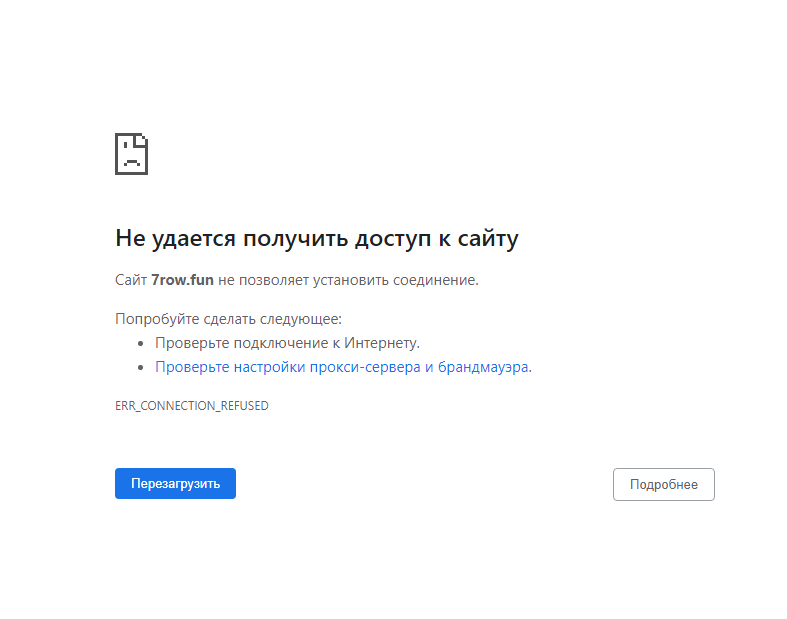 Не удается получить доступ к сайту
Сайт 7row.fun не позволяет установить соединение.
Попробуйте сделать следующее:
Проверьте подключение к Интернету.
Проверьте настройки прокси-сервера и брандмауэра.
ERR_CONNECTION_REFUSED
Перезагрузить
Подробнее